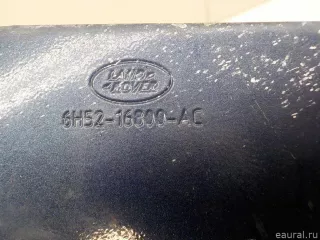 LAND
ROVER
6H52-16800-AC
eaural.ru